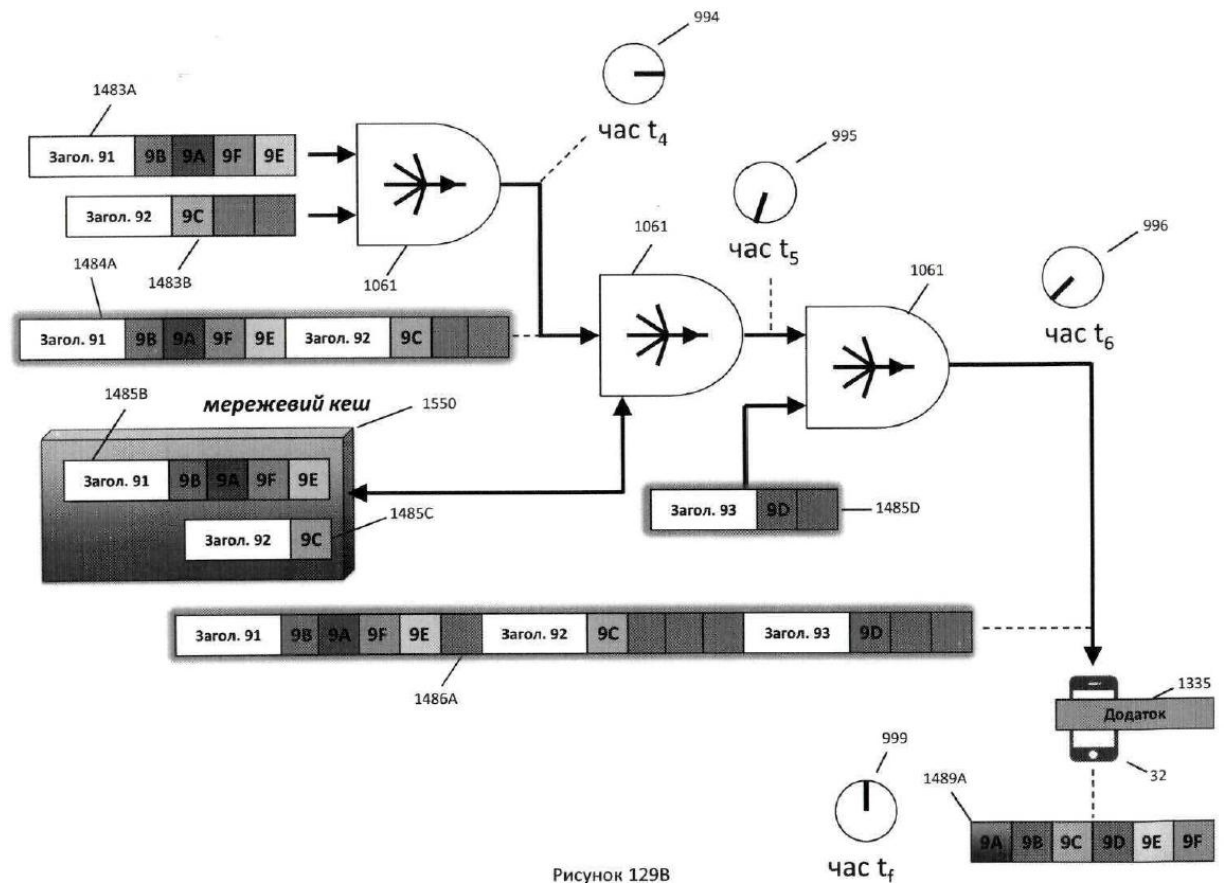 994
1483A
час t4
995
Загол. 91 9B 9A 9F 9E
996
Загол. 92 9C
час t5
1061
1061
1484A
1483B
1061
час t6
Загол. 91 9B 9A 9F 9E Загол. 92 9C
1485B
мережевий кеш
1550
Загол. 91 9B 9A 9F 9E
Загол. 93 9D
1485D
1485C
Загол. 92 9C
Загол. 91 9B 9A 9F 9E Загол. 92 9C Загол. 93 9D
1486A
1335
Додаток
999
32
1489A
9A 9B 9C 9D 9E 9F
час tf
Рисунок 129B